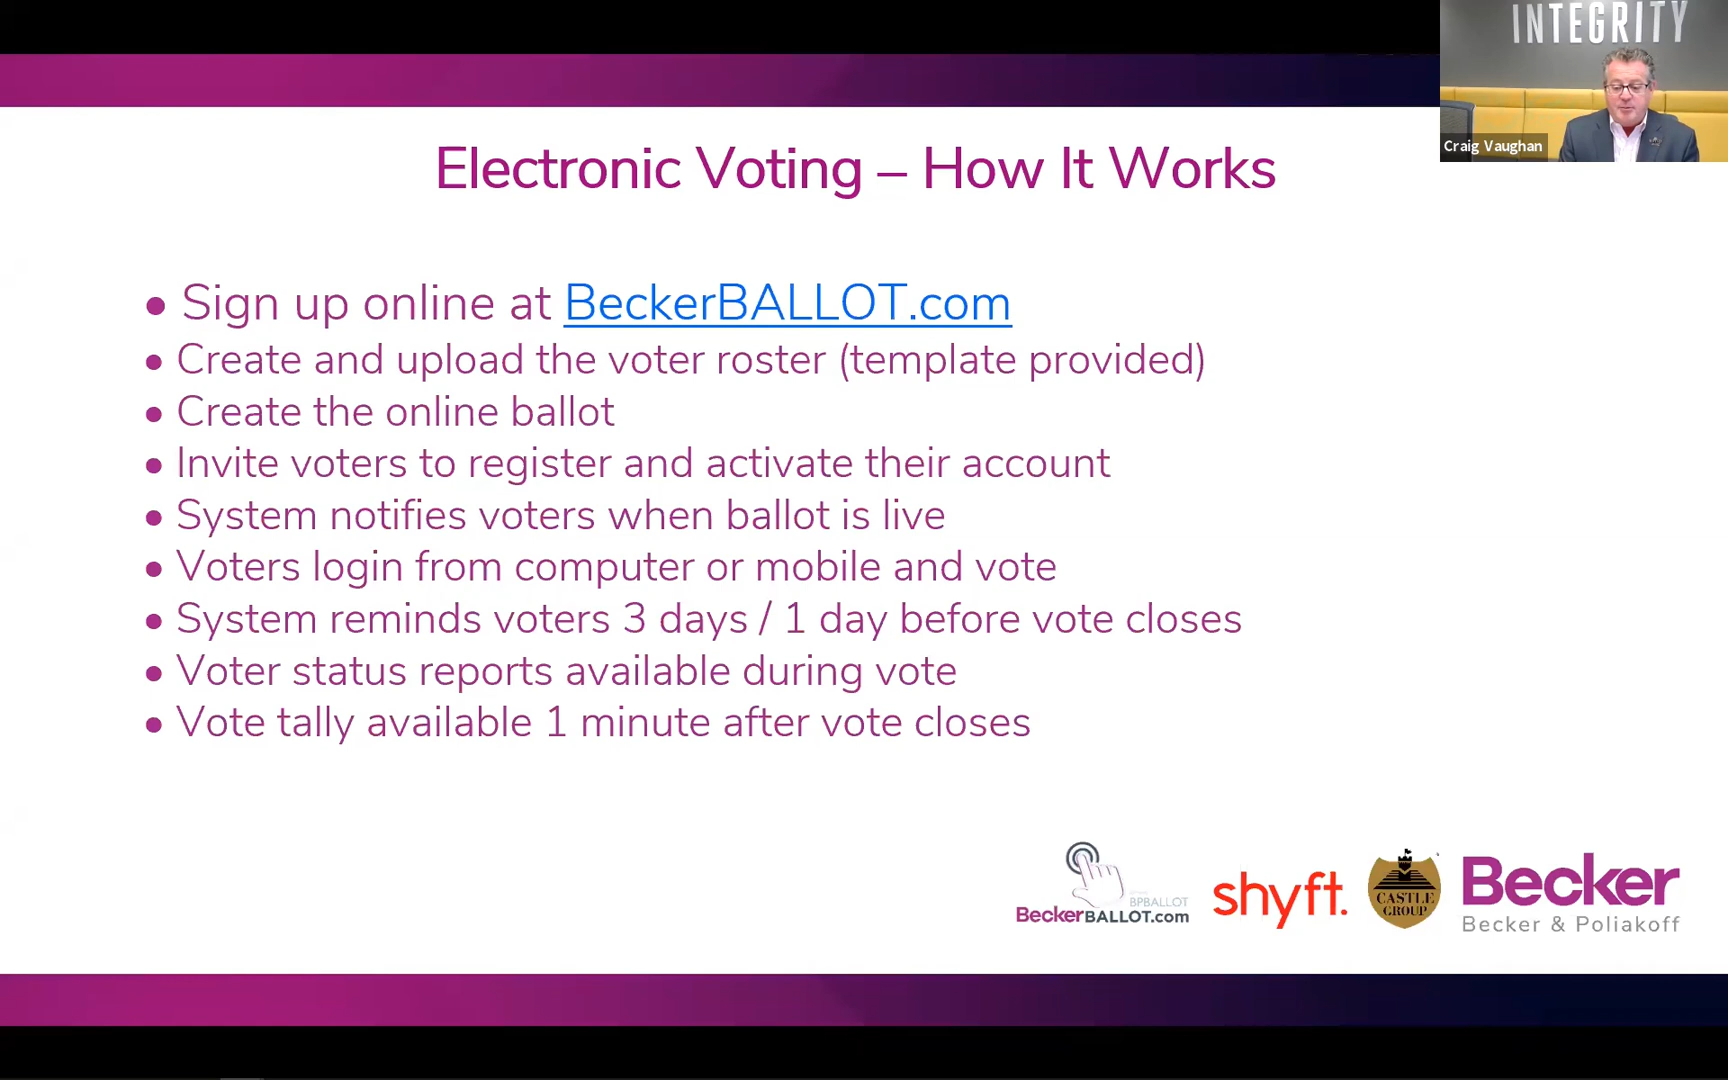 INTEGRITY
Craig Vaughan
Electronic Voting – How It Works
• Sign up online at BeckerBALLOT.com
• Create and upload the voter roster (template provided)
• Create the online ballot
• Invite voters to register and activate their account
• System notifies voters when ballot is live
• Voters login from computer or mobile and vote
• System reminds voters 3 days / 1 day before vote closes
• Voter status reports available during vote
• Vote tally available 1 minute after vote closes
BPBALLOT
BeckerBALLOT.com
shyft.
CASTLE
GROUP
Becker
Becker & Poliakoff